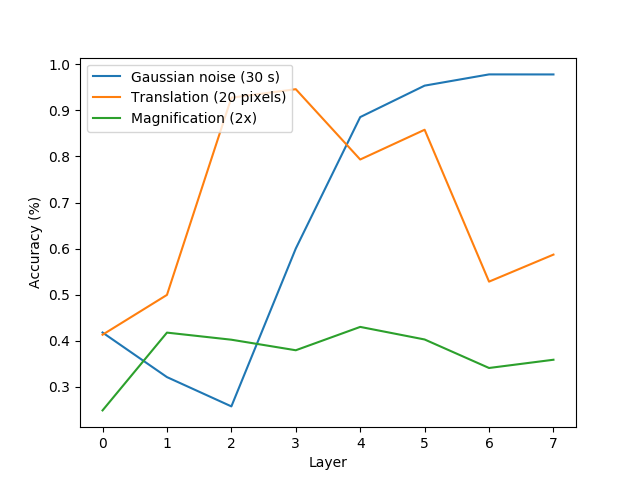 1.0
0.9
0.8
0.7
0.6
0.5
0.4
0.3
Accuracy (%)
Gaussian noise (30 s)
Translation (20 pixels)
Magnification (2x)
0 1 2 3 4 5 6 7
Layer